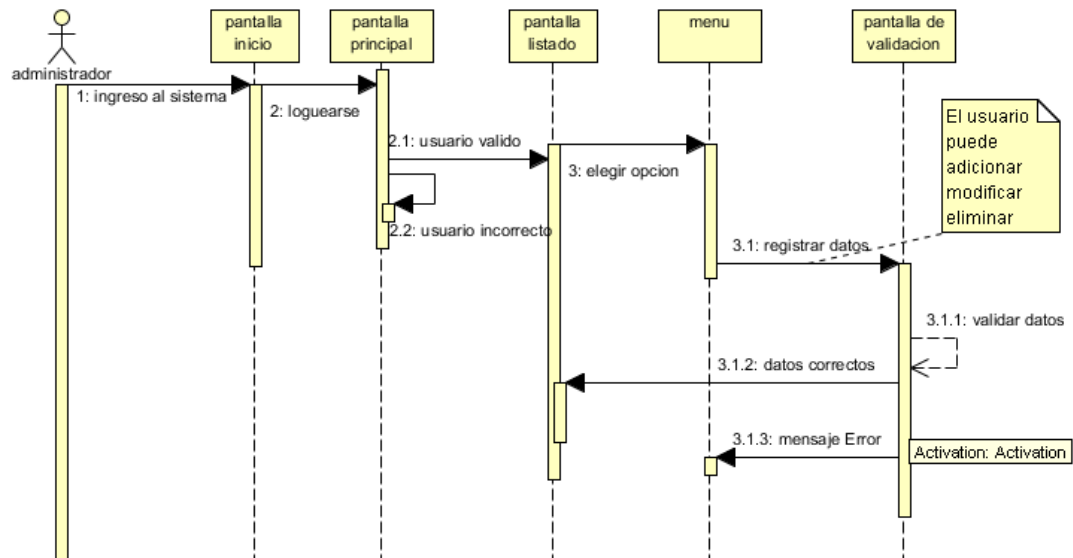 pantalla
inicio
pantalla
principal
pantalla
listado
menu
pantalla de
validacion
administrador
1: ingreso al sistema
2: loguearse
El usuario
puede
adicionar
modificar
eliminar
2.1: usuario valido
3: elegir opcion
2.2: usuario incorrecto
3.1: registrar datos
3.1.1: validar datos
3.1.2: datos correctos
3.1.3: mensaje Error
Activation: Activation